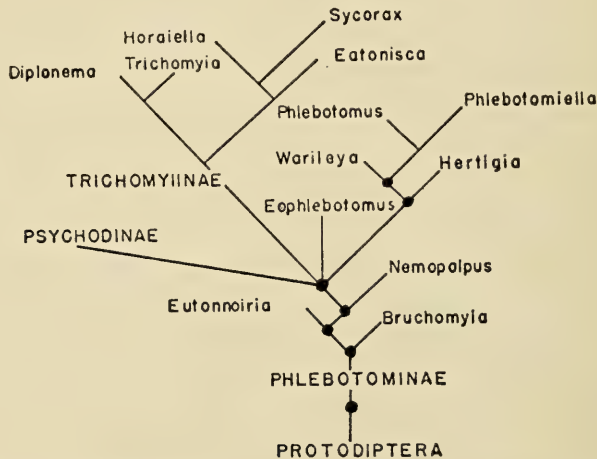 Sycorax
Horaiella
Eatonisca
Trichomyia
Diplonema
Phlebotomiella
Phlebotomus
Warileya
Hertigia
TRICHOMYIINAE
Eophlebotomus
PSYCHODINAE
Nemopalpus
Eutonnoiria
Bruchomyia
PHLEBOTOMINAE
PROTODIPTERA